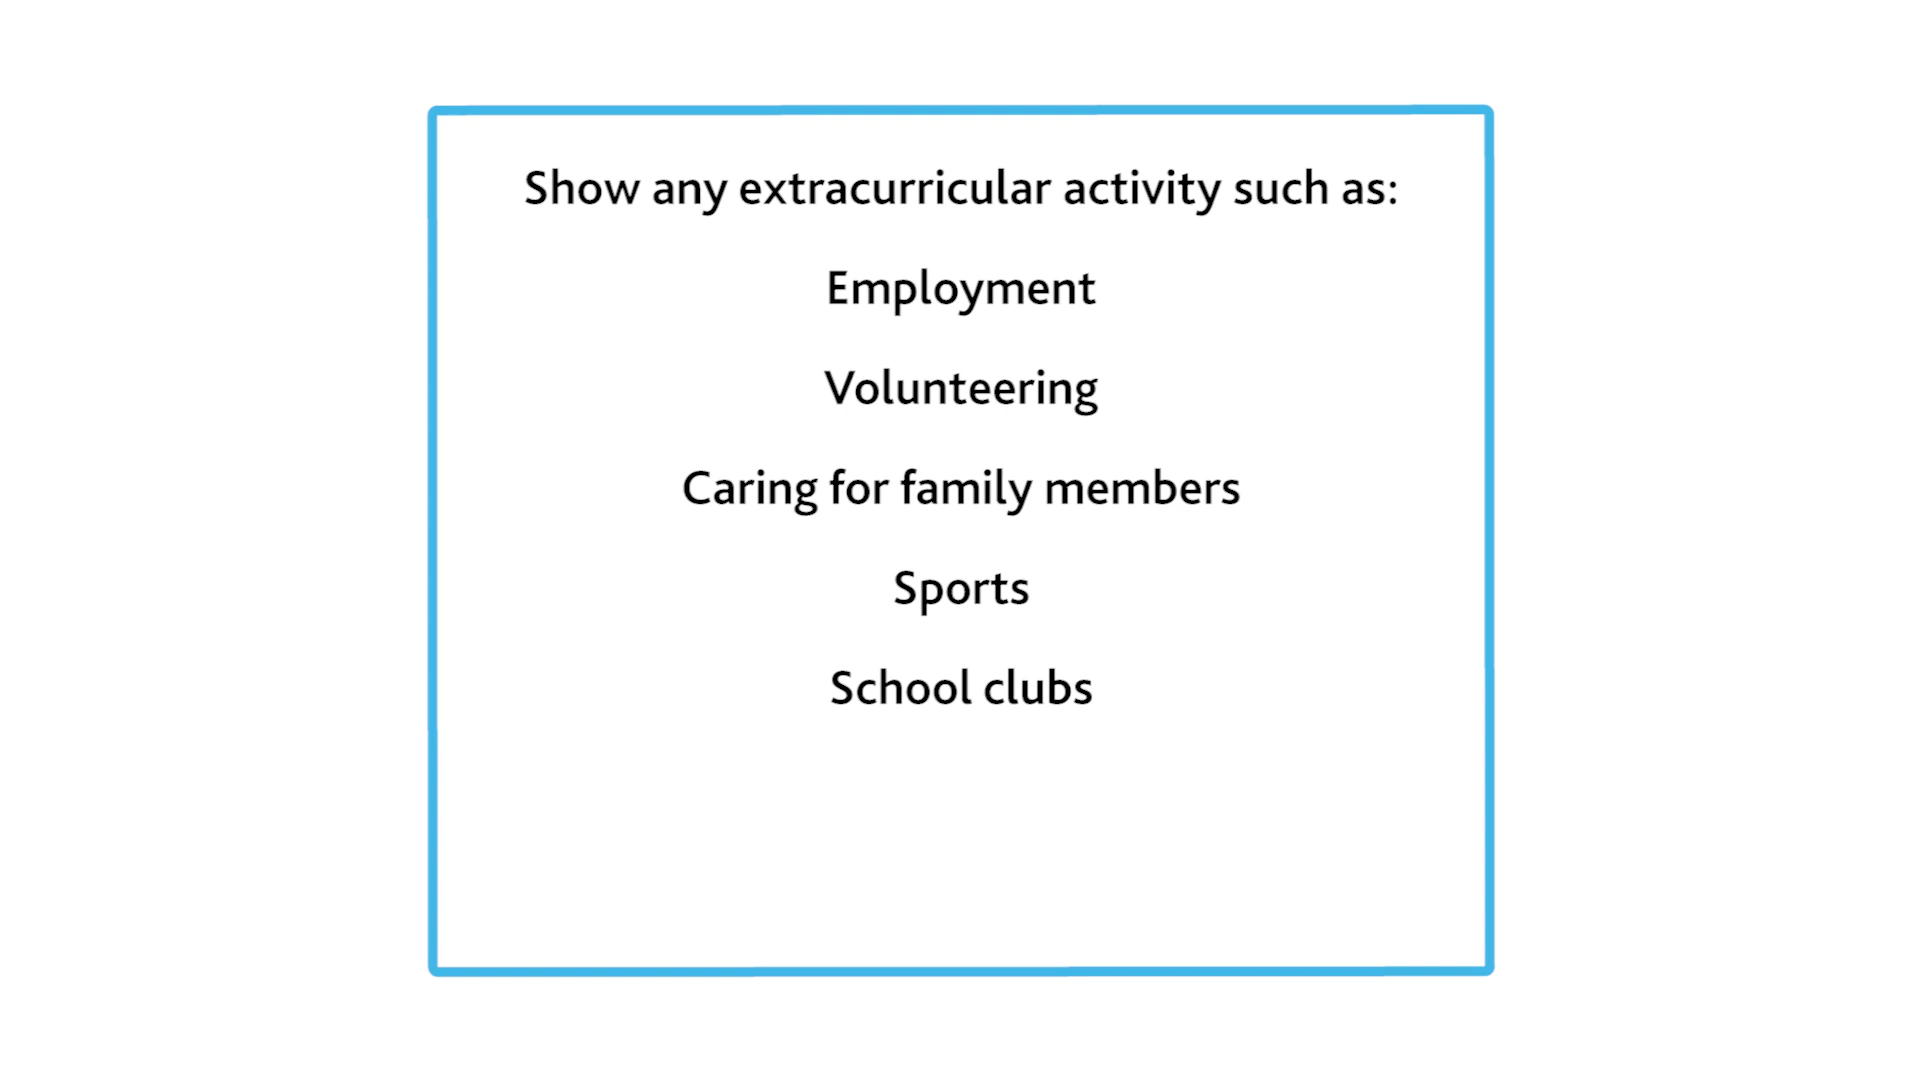 Show any extracurricular activity such as:
Employment
Volunteering
Caring for family members
Sports
School clubs